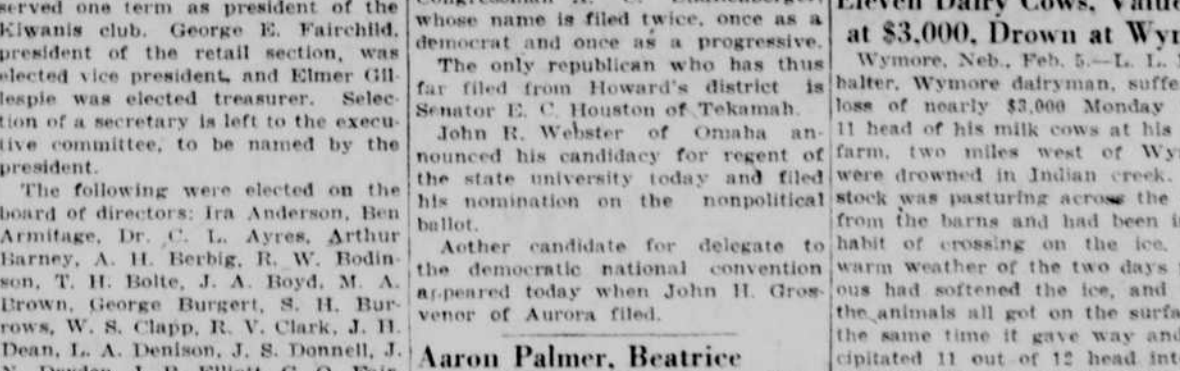 served one term as president of the
Kiwanis club. George E. Fairchild,
president of the retail section, was
elected vice president, and Elmer Gil-
lespie was elected treasurer. Selec-
tion of a secretary is left to the execu-
tive committee, to be named by the
president.
The following were elected on the
board of directors: Ira Anderson, Ben
Armitage, Dr. C. L. Ayres, Arthur
Barney, A. H. Berbig, R. W. Bodin-
son, T. H. Bolte, J. A. Boyd, M. A.
Brown, George Burgert, S. H. Bur-
rows, W. S. Clapp, R. V. Clark, J. H.
Dean, L. A. Denison, J. S. Donnell, J.
whose name is filed twice, once as a
democrat and once as a progressive.
The only republican who has thus
far filed from Howard's district is
Senator E. C. Houston of Tekamah.
John R. Webster of Omaha an-
nounced his candidacy for regent of
the state university today and filed
his nomination on the nonpolitical
ballot.
Aother candidate for delegate to
the democratic national convention
appeared today when John H. Gros-
venor of Aurora filed.
Aaron Palmer, Beatrice
Eleven Dairy Cows, Value
at $3,000, Drown at Wym
Wymore, Neb., Feb. 5.—L. L.
halter, Wymore dairyman, suffe
loss of nearly $3,000 Monday
11 head of his milk cows at his
farm, two miles west of Wy
were drowned in Indian creek.
stock was pasturing across the
from the barns and had been i
habit of crossing on the ice.
warm weather of the two days
ous had softened the ice, and
the animals all got on the surfa
the same time it gave way and
cipitated 11 out of 12 head int